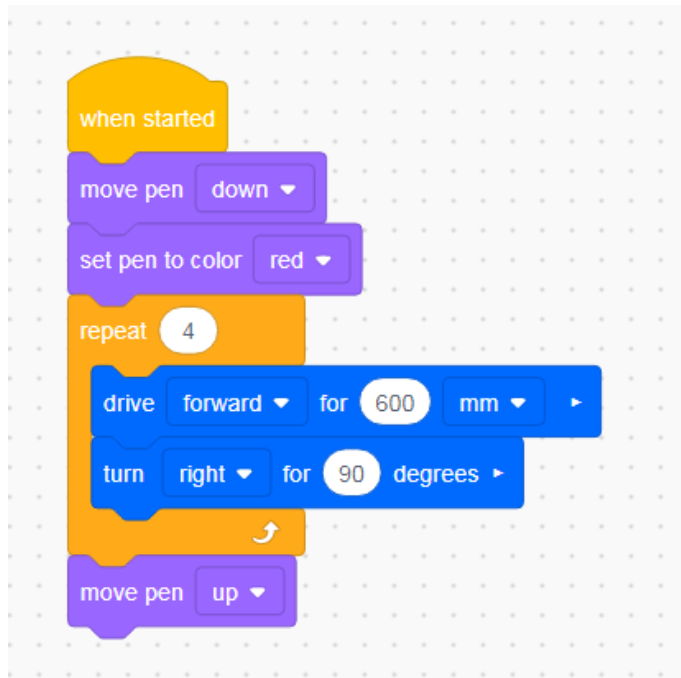 when started
move pen down
set pen to color red
repeat 4
drive forward for 600 mm
turn right for 90 degrees
move pen up